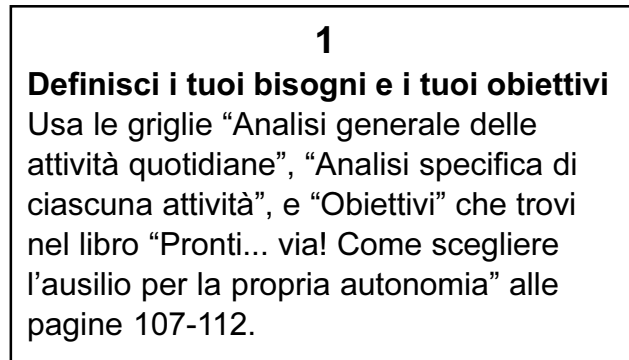 1
Definisci i tuoi bisogni e i tuoi obiettivi
Usa le griglie “Analisi generale delle
attività quotidiane”, “Analisi specifica di
ciascuna attività”, e “Obiettivi” che trovi
nel libro “Pronti... via! Come scegliere
l’ausilio per la propria autonomia” alle
pagine 107-112.